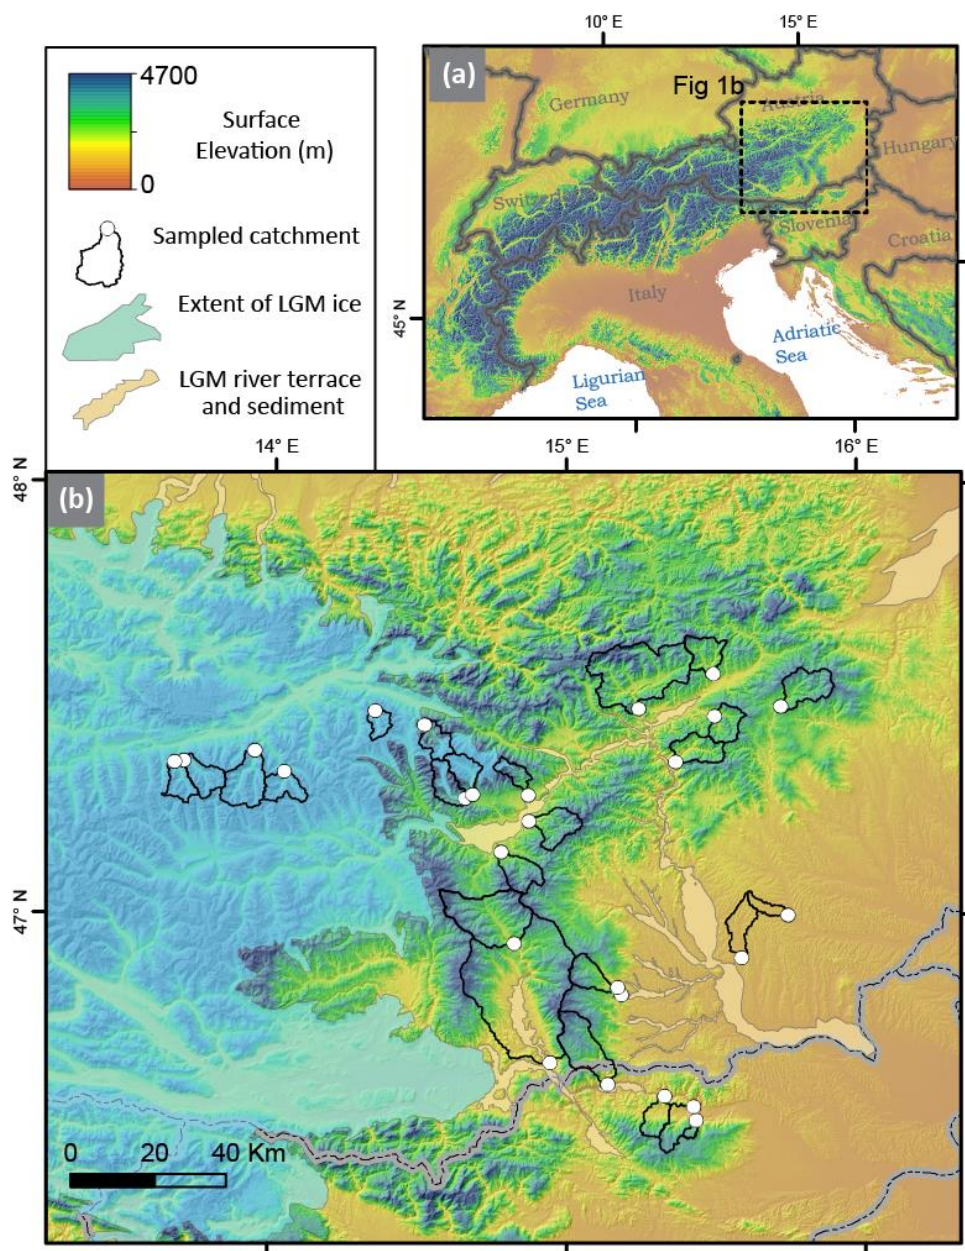 10° E
15° E
4700
0
Surface
Elevation (m)
Sampled catchment
Extent of LGM ice
LGM river terrace
and sediment
(a)
Fig 1b
Germany
Austria
Hungary
Slovenia
Croatia
Italy
45° N
Adriatic
Sea
Ligurian
Sea
14° E
15° E
16° E
48° N
(b)
47° N
0
20
40 Km